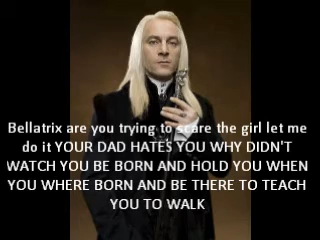 Bellatrix are you trying to scare the girl let me
do it YOUR DAD HATES YOU WHY DIDN'T
WATCH YOU BE BORN AND HOLD YOU WHEN
YOU WHERE BORN AND BE THERE TO TEACH
YOU TO WALK